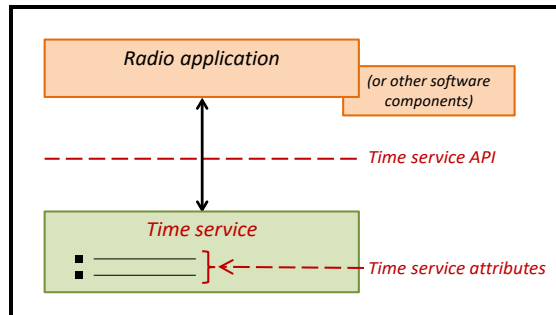 Radio application
(or other software
components)
Time service API
Time service
Time service attributes